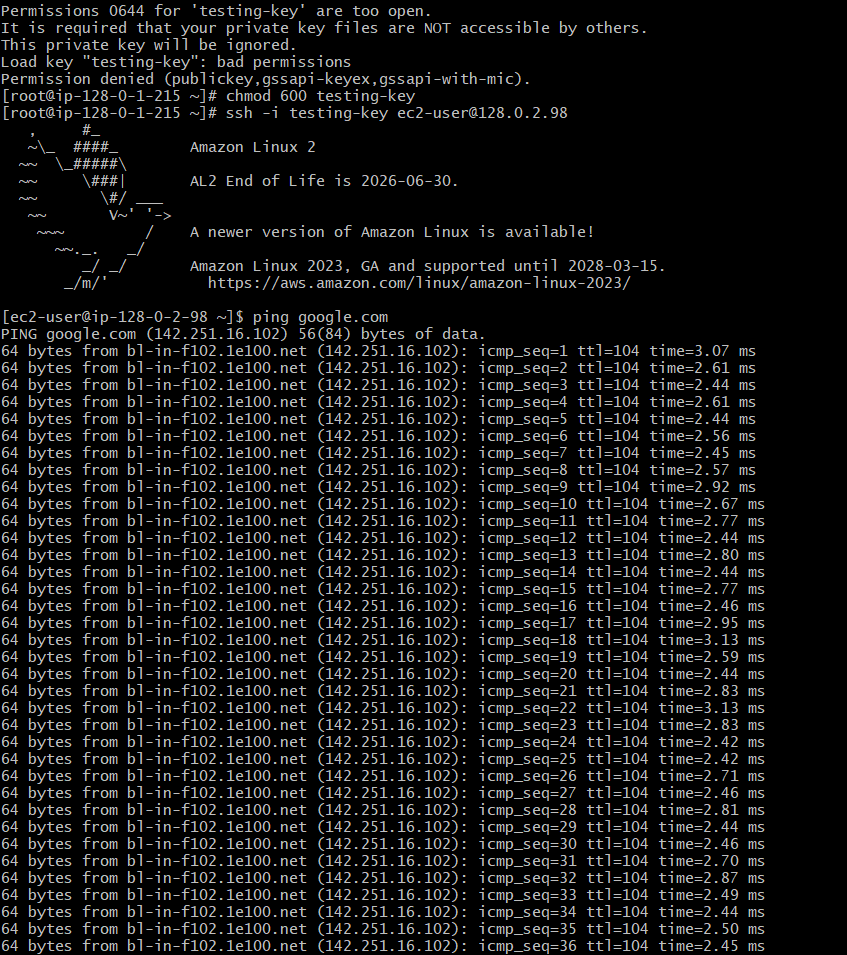 Permissions 0644 for 'testing-key' are too open.
It is required that your private key files are NOT accessible by others.
This private key will be ignored.
Load key "testing-key": bad permissions
Permission denied (publickey,gssapi-keyex,gssapi-with-mic).
[root@ip-128-0-1-215 ~]# chmod 600 testing-key
[root@ip-128-0-1-215 ~]# ssh -i testing-key ec2-user@128.0.2.98
   ,     #_
   ~\_  ####_        Amazon Linux 2
  ~~  \_#####\
  ~~     \###|       AL2 End of Life is 2026-06-30.
  ~~       \#/ ___
   ~~       V~' '->
    ~~~         /    A newer version of Amazon Linux is available!
      ~~._.   _/
         _/ _/       Amazon Linux 2023, GA and supported until 2028-03-15.
       _/m/'           https://aws.amazon.com/linux/amazon-linux-2023/
[ec2-user@ip-128-0-2-98 ~]$ ping google.com
PING google.com (142.251.16.102) 56(84) bytes of data.
64 bytes from bl-in-f102.1e100.net (142.251.16.102): icmp_seq=1 ttl=104 time=3.07 ms
64 bytes from bl-in-f102.1e100.net (142.251.16.102): icmp_seq=2 ttl=104 time=2.61 ms
64 bytes from bl-in-f102.1e100.net (142.251.16.102): icmp_seq=3 ttl=104 time=2.44 ms
64 bytes from bl-in-f102.1e100.net (142.251.16.102): icmp_seq=4 ttl=104 time=2.61 ms
64 bytes from bl-in-f102.1e100.net (142.251.16.102): icmp_seq=5 ttl=104 time=2.44 ms
64 bytes from bl-in-f102.1e100.net (142.251.16.102): icmp_seq=6 ttl=104 time=2.56 ms
64 bytes from bl-in-f102.1e100.net (142.251.16.102): icmp_seq=7 ttl=104 time=2.45 ms
64 bytes from bl-in-f102.1e100.net (142.251.16.102): icmp_seq=8 ttl=104 time=2.57 ms
64 bytes from bl-in-f102.1e100.net (142.251.16.102): icmp_seq=9 ttl=104 time=2.92 ms
64 bytes from bl-in-f102.1e100.net (142.251.16.102): icmp_seq=10 ttl=104 time=2.67 ms
64 bytes from bl-in-f102.1e100.net (142.251.16.102): icmp_seq=11 ttl=104 time=2.77 ms
64 bytes from bl-in-f102.1e100.net (142.251.16.102): icmp_seq=12 ttl=104 time=2.44 ms
64 bytes from bl-in-f102.1e100.net (142.251.16.102): icmp_seq=13 ttl=104 time=2.80 ms
64 bytes from bl-in-f102.1e100.net (142.251.16.102): icmp_seq=14 ttl=104 time=2.44 ms
64 bytes from bl-in-f102.1e100.net (142.251.16.102): icmp_seq=15 ttl=104 time=2.77 ms
64 bytes from bl-in-f102.1e100.net (142.251.16.102): icmp_seq=16 ttl=104 time=2.46 ms
64 bytes from bl-in-f102.1e100.net (142.251.16.102): icmp_seq=17 ttl=104 time=2.95 ms
64 bytes from bl-in-f102.1e100.net (142.251.16.102): icmp_seq=18 ttl=104 time=3.13 ms
64 bytes from bl-in-f102.1e100.net (142.251.16.102): icmp_seq=19 ttl=104 time=2.59 ms
64 bytes from bl-in-f102.1e100.net (142.251.16.102): icmp_seq=20 ttl=104 time=2.44 ms
64 bytes from bl-in-f102.1e100.net (142.251.16.102): icmp_seq=21 ttl=104 time=2.83 ms
64 bytes from bl-in-f102.1e100.net (142.251.16.102): icmp_seq=22 ttl=104 time=3.13 ms
64 bytes from bl-in-f102.1e100.net (142.251.16.102): icmp_seq=23 ttl=104 time=2.83 ms
64 bytes from bl-in-f102.1e100.net (142.251.16.102): icmp_seq=24 ttl=104 time=2.42 ms
64 bytes from bl-in-f102.1e100.net (142.251.16.102): icmp_seq=25 ttl=104 time=2.42 ms
64 bytes from bl-in-f102.1e100.net (142.251.16.102): icmp_seq=26 ttl=104 time=2.71 ms
64 bytes from bl-in-f102.1e100.net (142.251.16.102): icmp_seq=27 ttl=104 time=2.46 ms
64 bytes from bl-in-f102.1e100.net (142.251.16.102): icmp_seq=28 ttl=104 time=2.81 ms
64 bytes from bl-in-f102.1e100.net (142.251.16.102): icmp_seq=29 ttl=104 time=2.44 ms
64 bytes from bl-in-f102.1e100.net (142.251.16.102): icmp_seq=30 ttl=104 time=2.46 ms
64 bytes from bl-in-f102.1e100.net (142.251.16.102): icmp_seq=31 ttl=104 time=2.70 ms
64 bytes from bl-in-f102.1e100.net (142.251.16.102): icmp_seq=32 ttl=104 time=2.87 ms
64 bytes from bl-in-f102.1e100.net (142.251.16.102): icmp_seq=33 ttl=104 time=2.49 ms
64 bytes from bl-in-f102.1e100.net (142.251.16.102): icmp_seq=34 ttl=104 time=2.44 ms
64 bytes from bl-in-f102.1e100.net (142.251.16.102): icmp_seq=35 ttl=104 time=2.50 ms
64 bytes from bl-in-f102.1e100.net (142.251.16.102): icmp_seq=36 ttl=104 time=2.45 ms